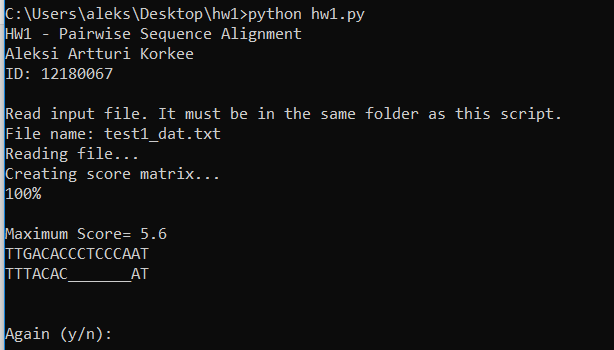 C:\Users\aleks\Desktop\hw1>python hw1.py
HW1 - Pairwise Sequence Alignment
Aleksi Artturi Korkee
ID: 12180067
Read input file. It must be in the same folder as this script.
File name: test1_dat.txt
Reading file...
Creating score matrix...
100%
Maximum Score= 5.6
TTGACACCCTCCCAAT
TTTACAC_______AT
Again (y/n):